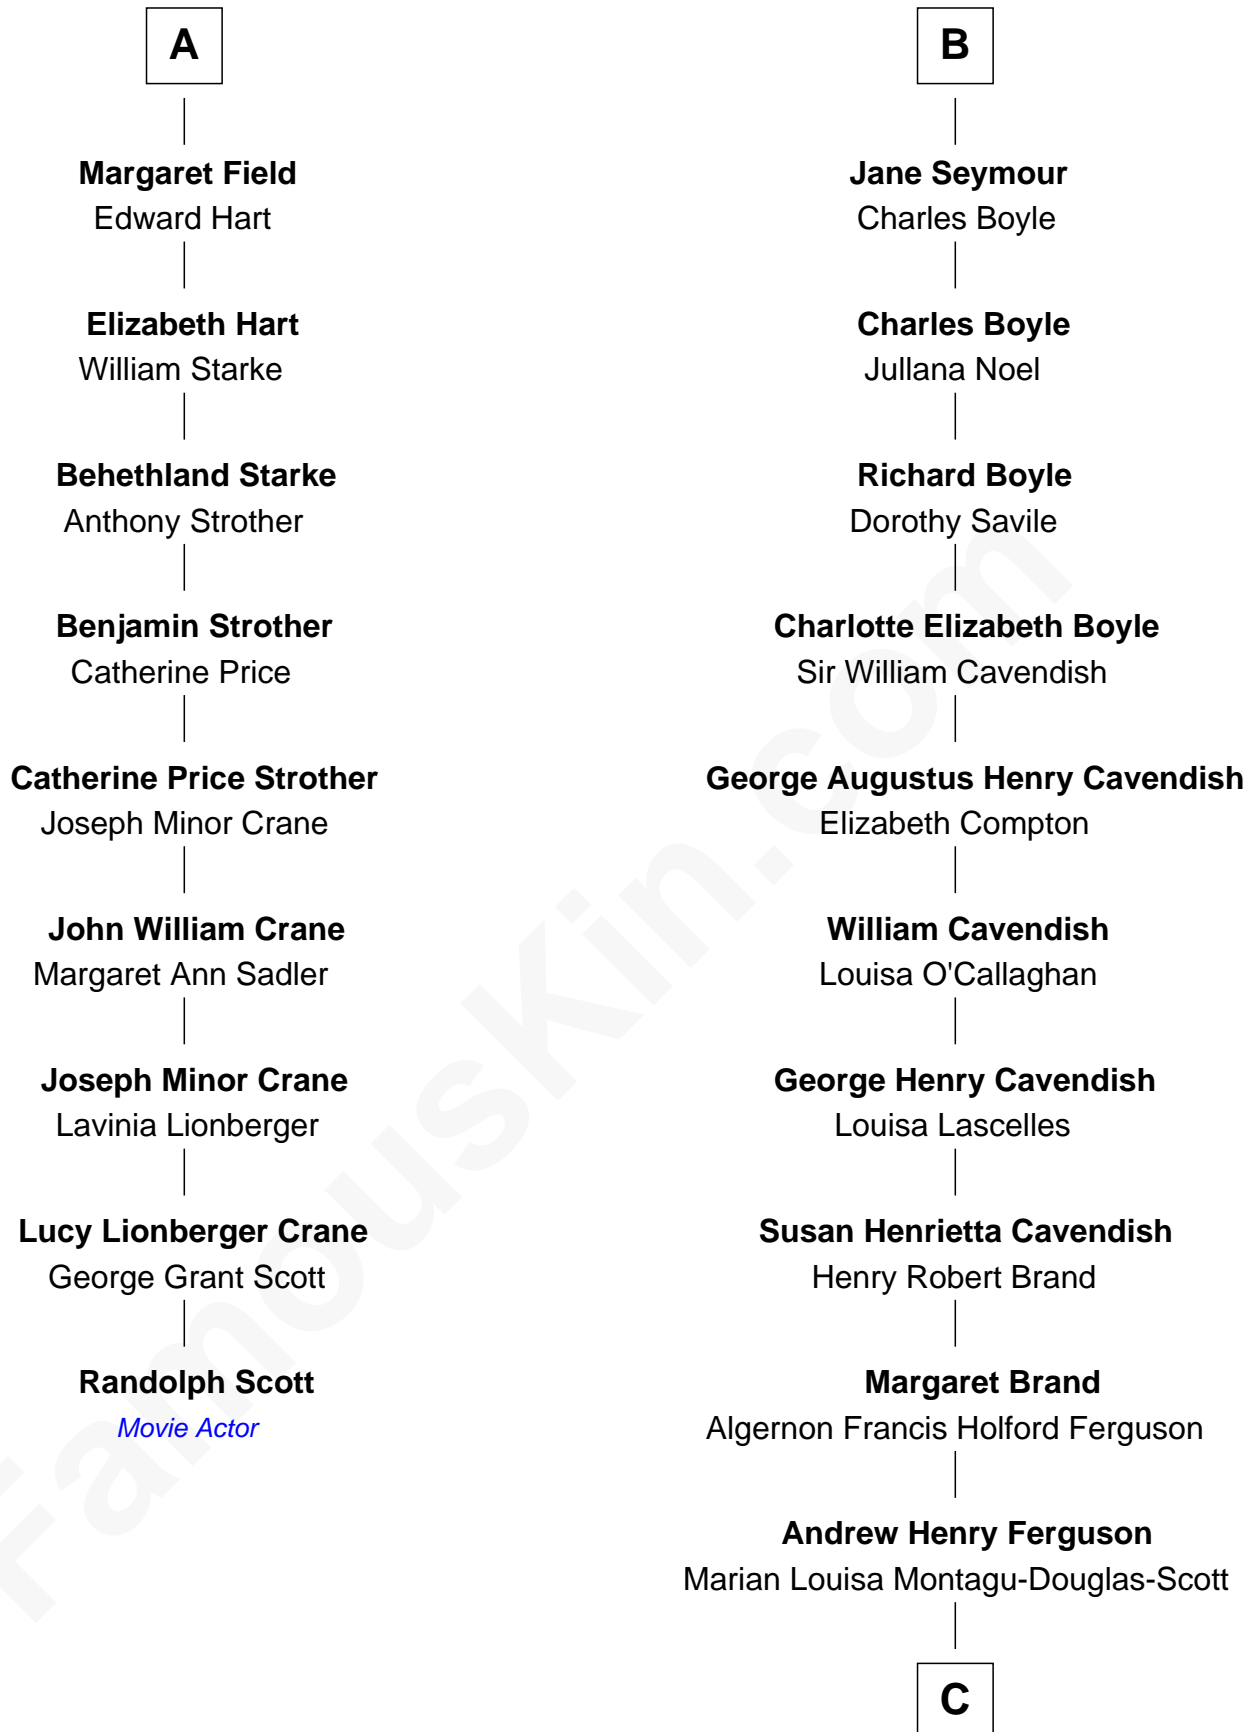 A
Margaret Field
Edward Hart
Elizabeth Hart
William Starke
Behethland Starke
Anthony Strother
Benjamin Strother
Catherine Price
Catherine Price Strother
Joseph Minor Crane
John William Crane
Margaret Ann Sadler
Joseph Minor Crane
Lavinia Lionberger
Lucy Lionberger Crane
George Grant Scott
Randolph Scott
Movie Actor
B
Jane Seymour
Charles Boyle
Charles Boyle
Jullana Noel
Richard Boyle
Dorothy Savile
Charlotte Elizabeth Boyle
Sir William Cavendish
George Augustus Henry Cavendish
Elizabeth Compton
William Cavendish
Louisa O'Callaghan
George Henry Cavendish
Louisa Lascelles
Susan Henrietta Cavendish
Henry Robert Brand
Margaret Brand
Algernon Francis Holford Ferguson
Andrew Henry Ferguson
Marian Louisa Montagu-Douglas-Scott
C
FamousKin.com